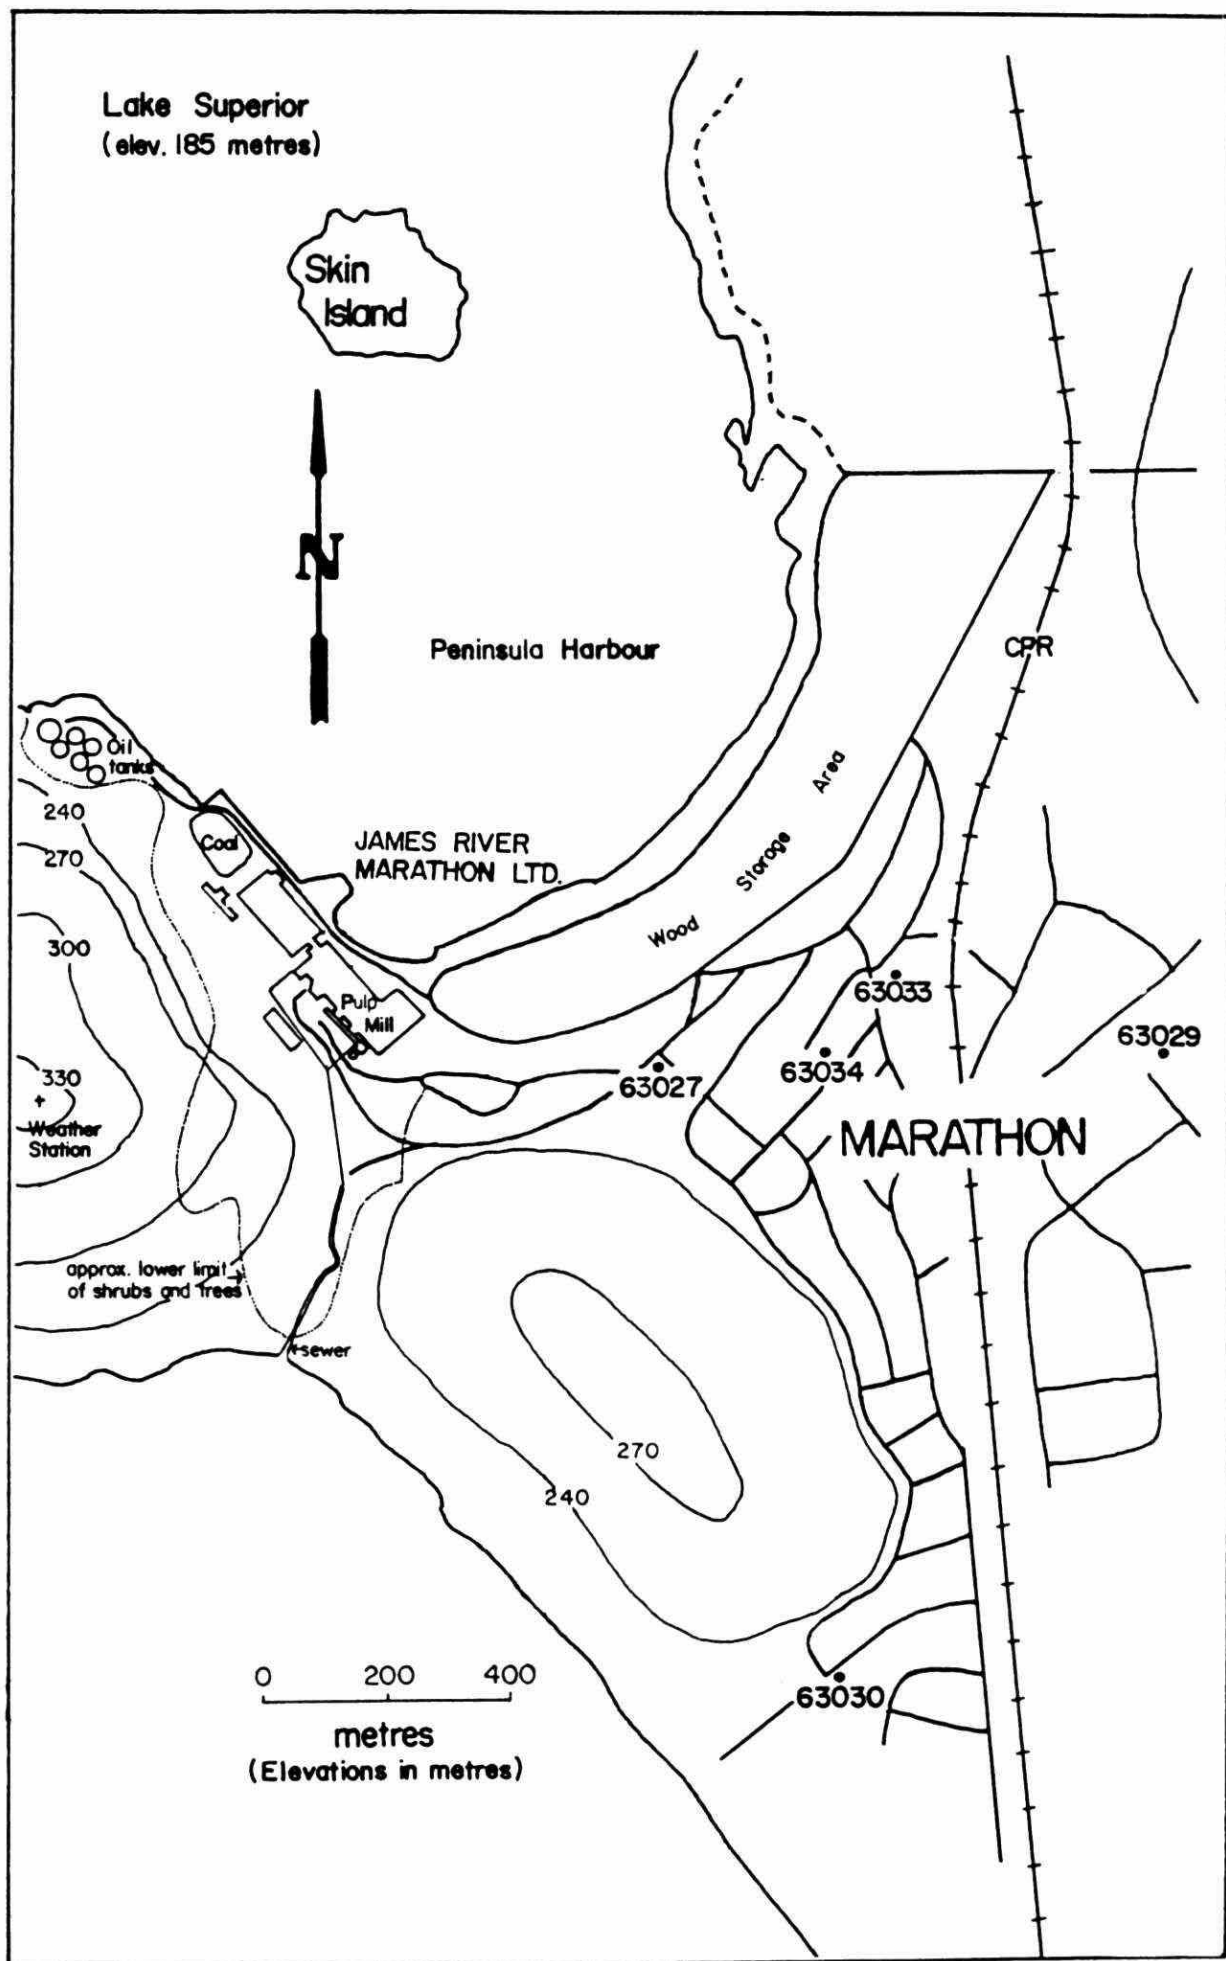 Lake Superior
(elev. 185 metres)
Skin
Island
N
Peninsula Harbour
CPR
Oil
tanks
240
270
Coal
JAMES RIVER
MARATHON LTD.
Area
Storage
Wood
300
Pulp
Mill
63033
63034
63029
63027
330
Weather
Station
MARATHON
approx. lower limit
of shrubs and trees
sewer
270
240
0 200 400
metres
(Elevations in metres)
63030